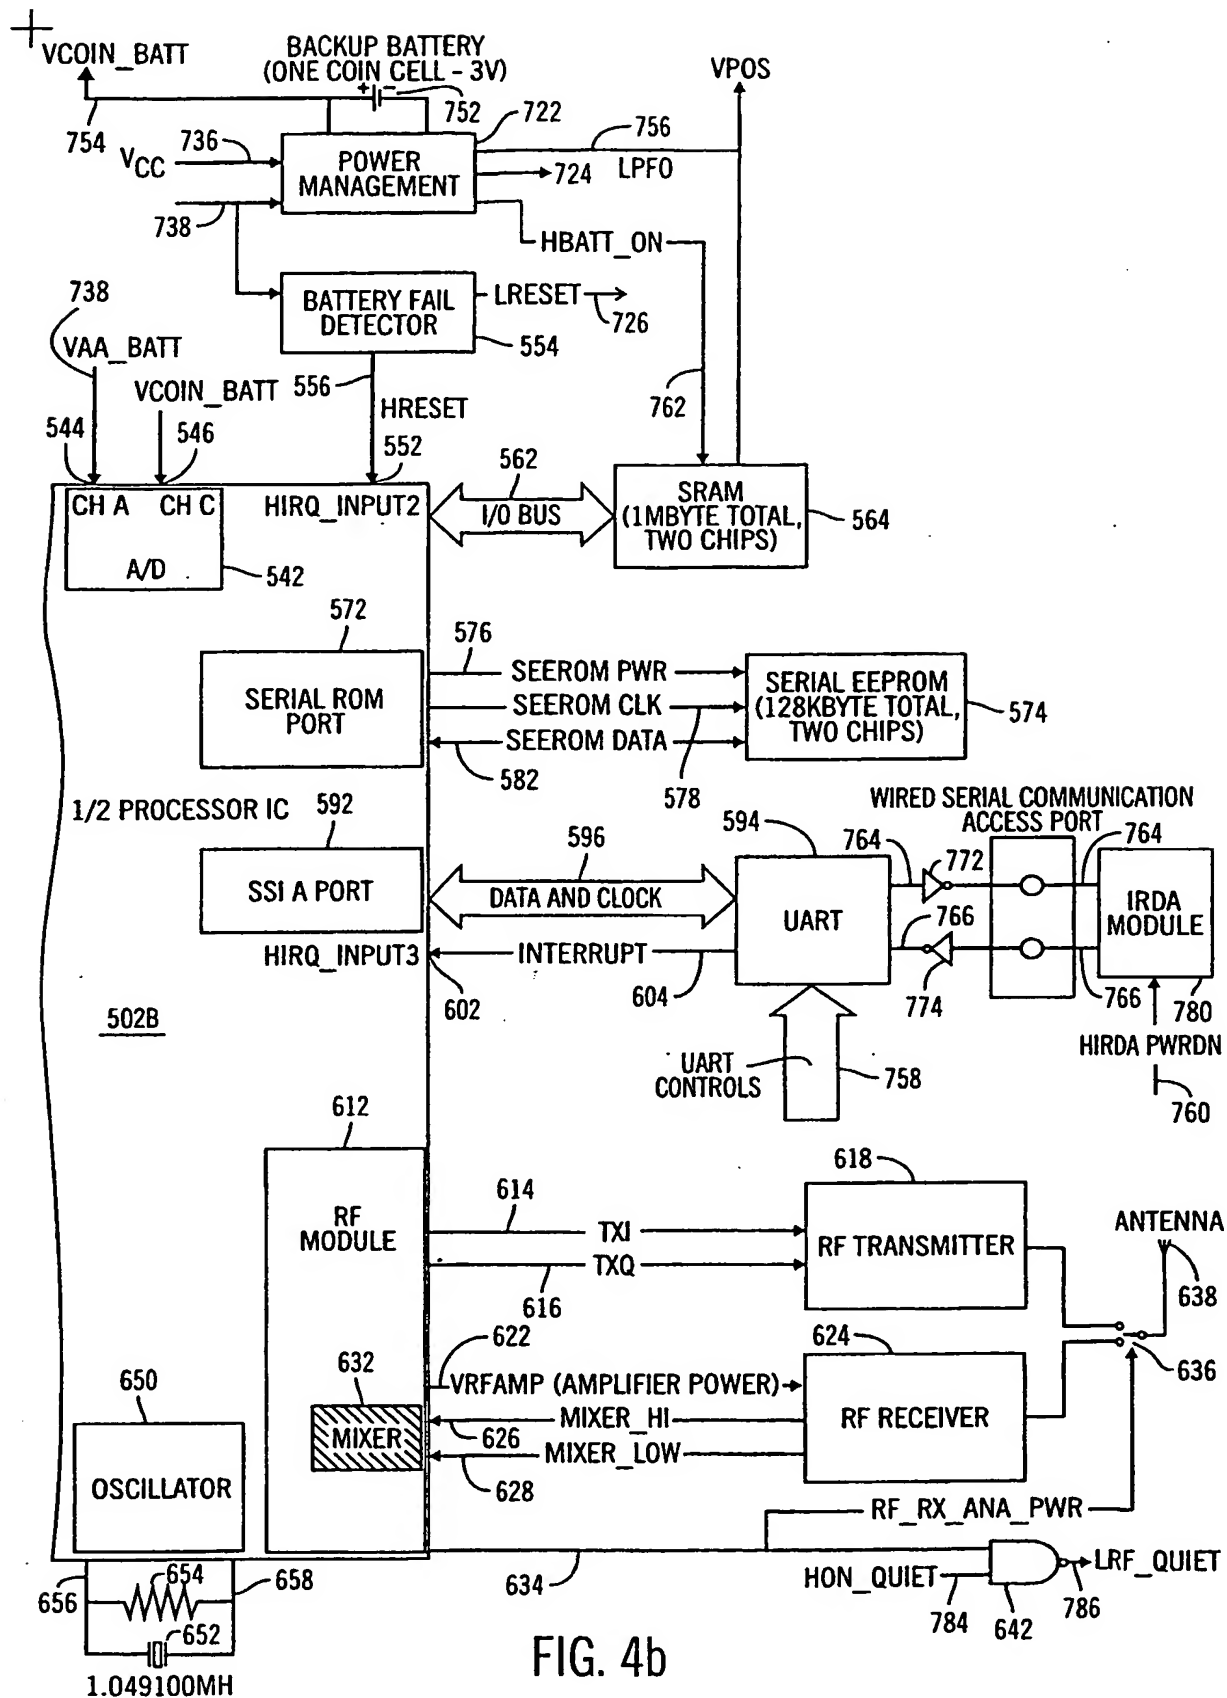 VCOIN_BATT
BACKUP BATTERY
(ONE COIN CELL - 3V)
+ -
752
754
VPOS
722
756
VCC
736
POWER
MANAGEMENT
724
LPFO
738
HBATT_ON
738
BATTERY FAIL
DETECTOR
LRESET
726
554
VAA_BATT
VCOIN_BATT
556
HRESET
762
544
546
552
CH A
CH C
HIRQ_INPUT2
562
I/O BUS
SRAM
(1MBYTE TOTAL,
TWO CHIPS)
564
A/D
542
572
576
SERIAL ROM
PORT
SEEROM PWR
SEEROM CLK
SEEROM DATA
582
578
SERIAL EEPROM
(128KBYTE TOTAL,
TWO CHIPS)
574
1/2 PROCESSOR IC
592
SSI A PORT
596
DATA AND CLOCK
594
UART
WIRED SERIAL COMMUNICATION
ACCESS PORT
764
772
764
IRDA
MODULE
766
774
766
780
HIRQ_INPUT3
INTERRUPT
602
604
502B
UART
CONTROLS
758
HIRDA PWRDN
760
612
RF
MODULE
614
TXI
TXQ
616
618
RF TRANSMITTER
ANTENNA
638
622
624
636
VRFAMP (AMPLIFIER POWER)
632
MIXER
MIXER_HI
626
MIXER_LOW
628
RF RECEIVER
650
OSCILLATOR
RF_RX_ANA_PWR
634
HON_QUIET
784
642
786
LRF_QUIET
654
656
658
652
1.049100MH
FIG. 4b